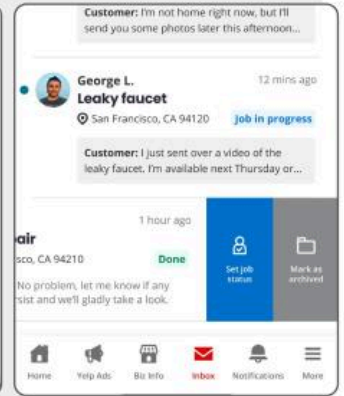 Customer: I'm not home right now, but I'll
send you some photos later this afternoon...
George L. 12 mins ago
Leaky faucet
San Francisco, CA 94120 Job in progress
Customer: I just sent over a video of the
leaky faucet. I'm available next Thursday or...
1 hour ago
air
sco, CA 94210 Done
No problem, let me know if any
sist and we'll gladly take a look.
Set job
status
Mark as
archived
Home Yelp Ads Biz Info Inbox Notifications More